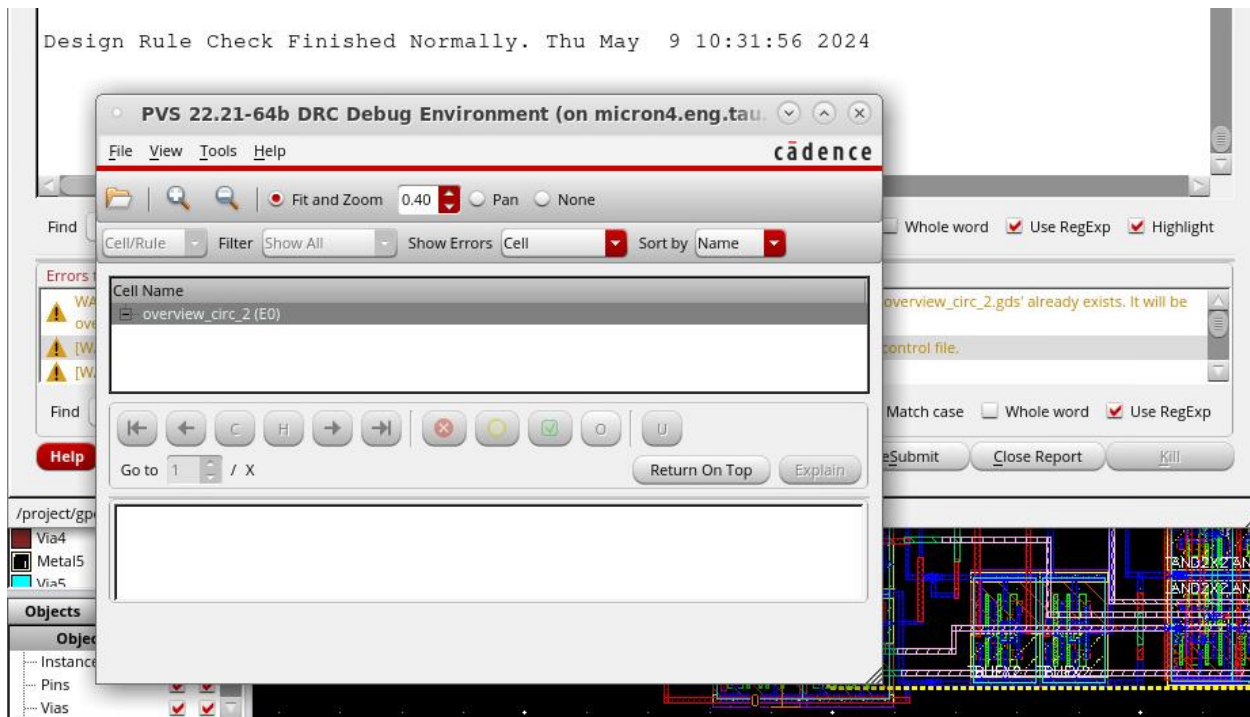 Design Rule Check Finished Normally. Thu May 9 10:31:56 2024
PVS 22.21-64b DRC Debug Environment (on micron4.eng.tau.
File View Tools Help
cādence
Fit and Zoom 0.40 Pan None
Find
Whole word Use RegExp Highlight
Cell/Rule Filter Show All Show Errors Cell Sort by Name
Errors
Cell Name
overview_circ_2 (E0)
overview_circ_2.gds' already exists. It will be
control file.
Find
Match case Whole word Use RegExp
C H O U
Help
Go to 1 / X
Return On Top Explain
Submit Close Report Kill
/project/gp
Via4
Metal5
Via5
Objects
Instance
Pins
Vias
TBUFX2 TBUFX2